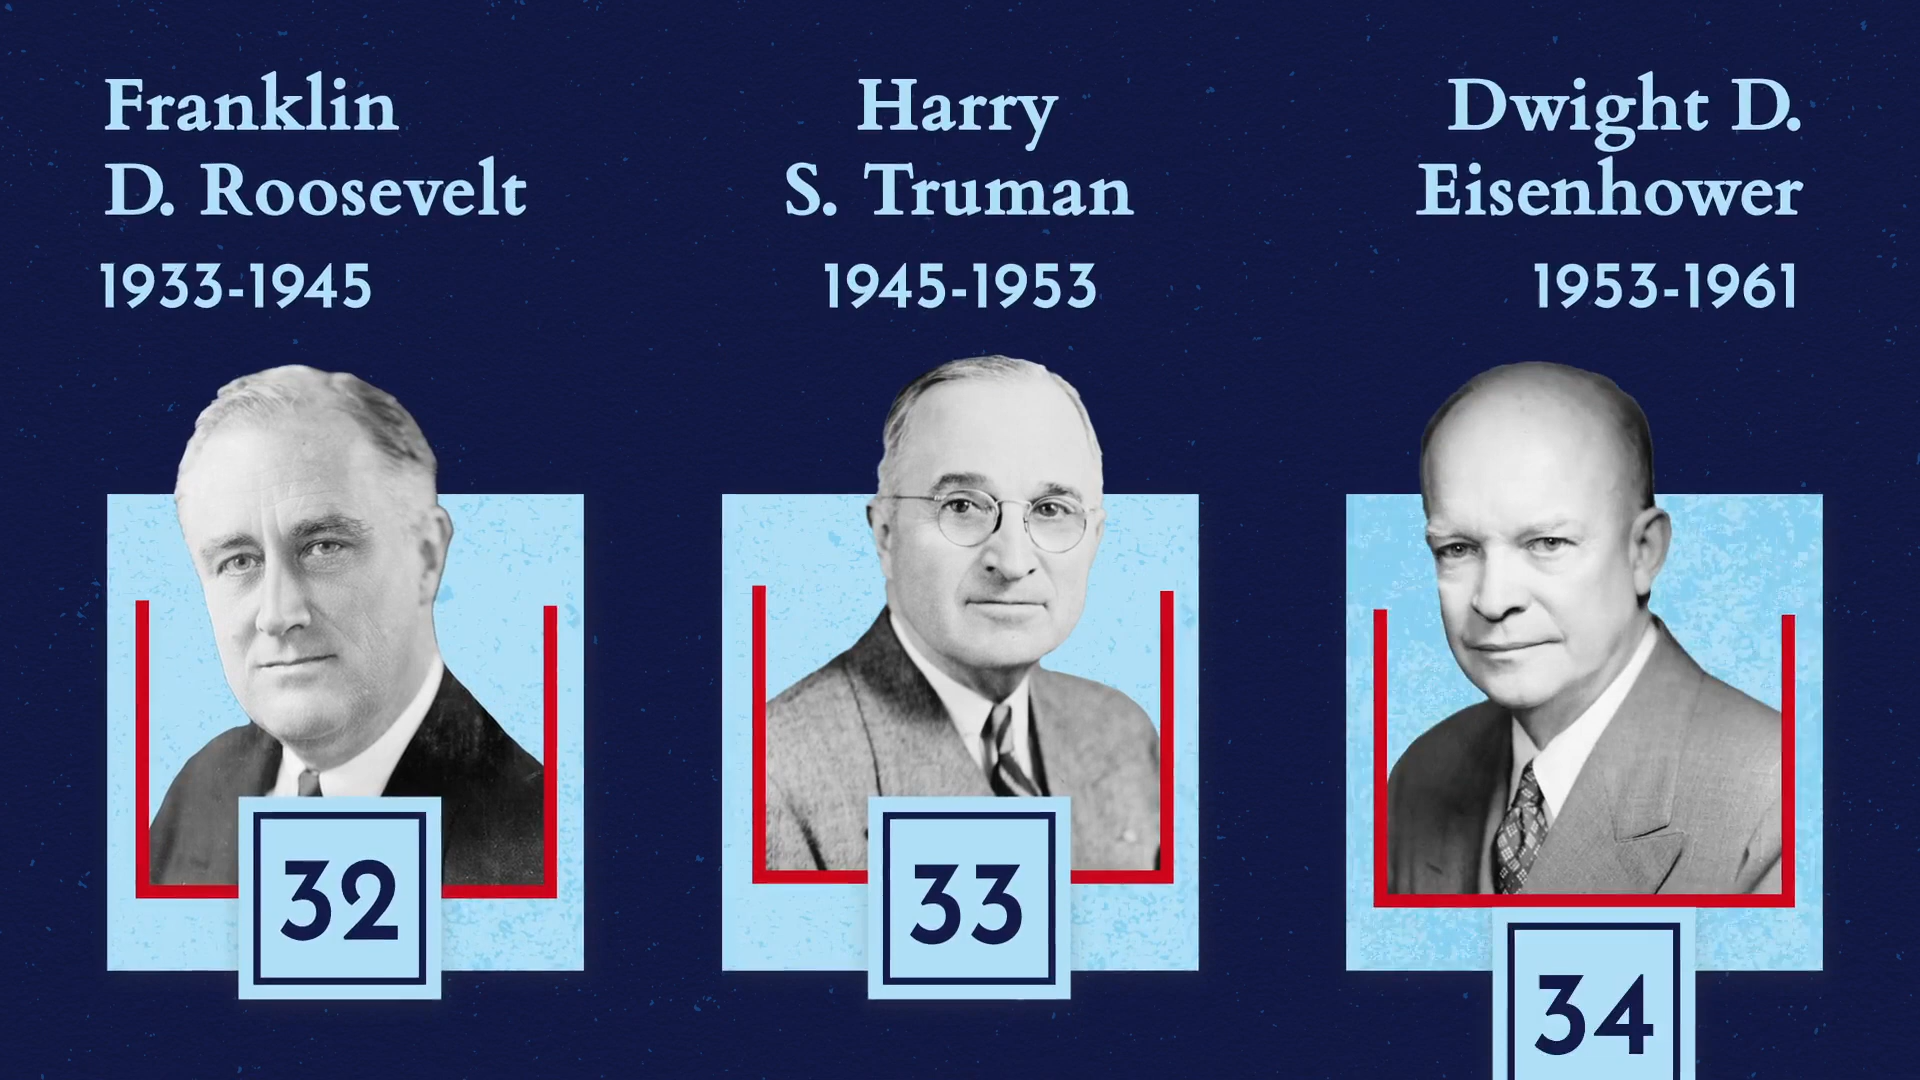 Franklin
D. Roosevelt
1933-1945
32
Harry
S. Truman
1945-1953
33
Dwight D.
Eisenhower
1953-1961
34